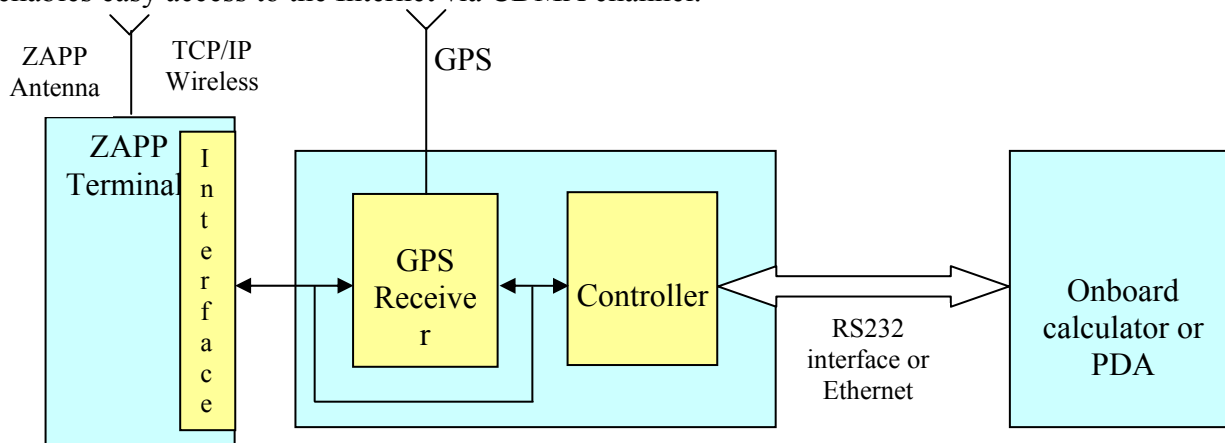 enables easy access to the Internet via CDMA channel.
ZAPP
Antenna
TCP/IP
Wireless
GPS
ZAPP
Terminal
I
n
t
e
r
f
a
c
e
GPS
Receive
r
Controller
RS232
interface or
Ethernet
Onboard
calculator or
PDA